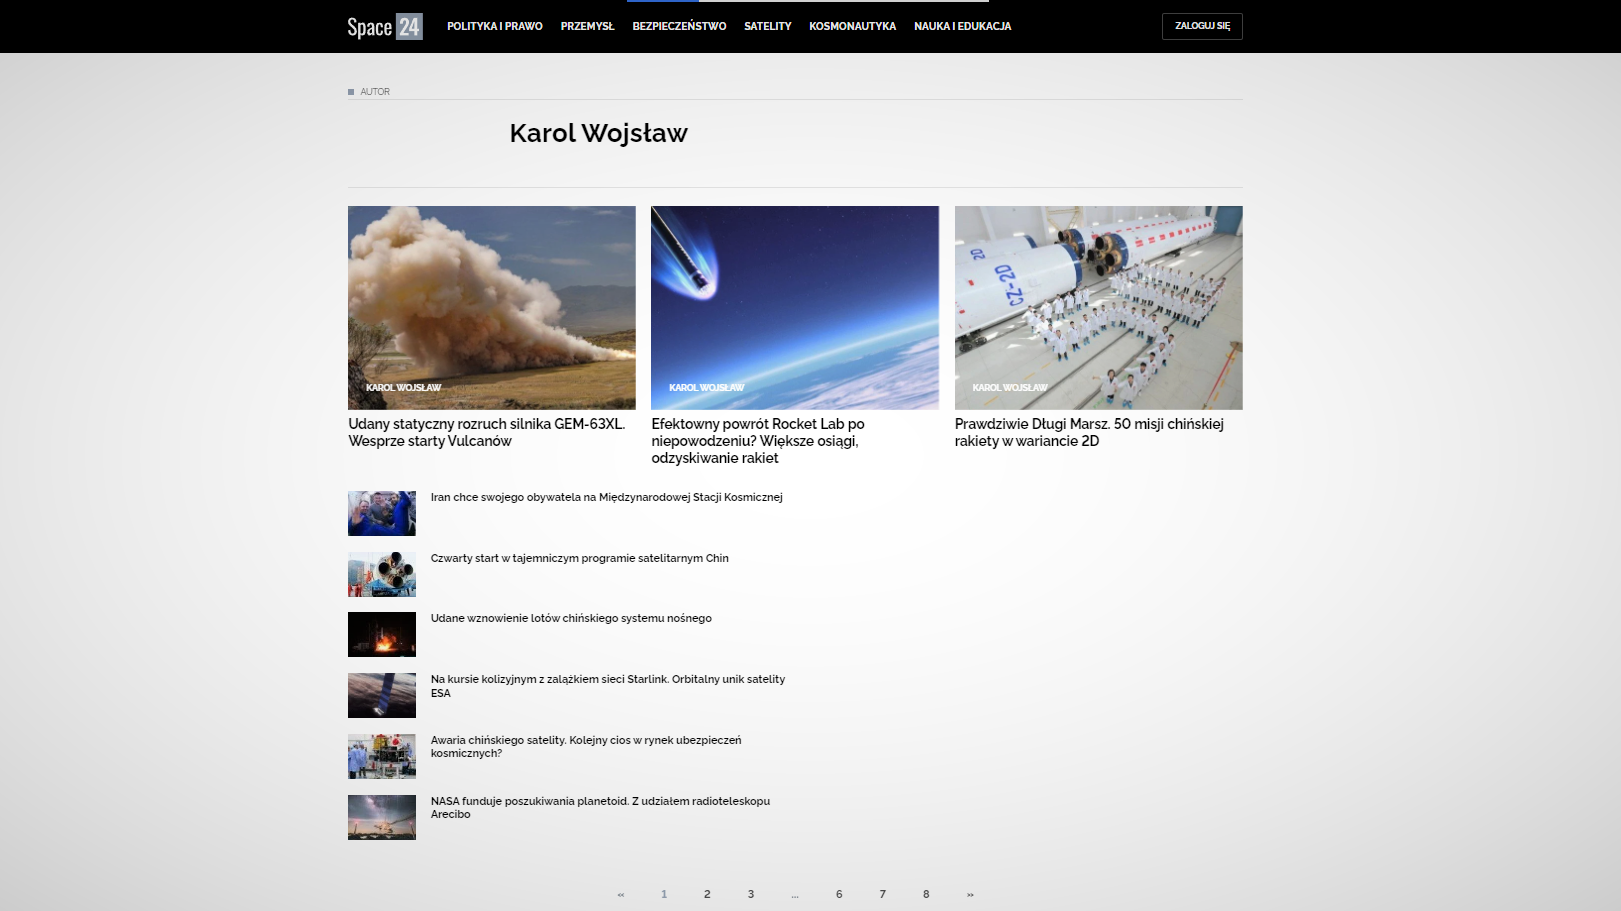 Space 24
POLITYKA I PRAWO
PRZEMYSŁ
BEZPIECZEŃSTWO
SATELITY
KOSMONAUTYKA
NAUKA I EDUKACJA
ZALOGUJ SIĘ
AUTOR
Karol Wojsław
KAROL WOJSŁAW
Udany statyczny rozruch silnika GEM-63XL.
Wesprze starty Vulcanów
KAROL WOJSŁAW
Efektowny powrót Rocket Lab po
niepowodzeniu? Większe osiągi,
odzyskiwanie rakiet
CZ-2D
2D
KAROL WOJSŁAW
Prawdziwie Długi Marsz. 50 misji chińskiej
rakiety w wariancie 2D
Iran chce swojego obywatela na Międzynarodowej Stacji Kosmicznej
Czwarty start w tajemniczym programie satelitarnym Chin
Udane wznowienie lotów chińskiego systemu nośnego
Na kursie kolizyjnym z zalążkiem sieci Starlink. Orbitalny unik satelity
ESA
Awaria chińskiego satelity. Kolejny cios w rynek ubezpieczeń
kosmicznych?
NASA funduje poszukiwania planetoid. Z udziałem radioteleskopu
Arecibo
« 1 2 3 ... 6 7 8 »